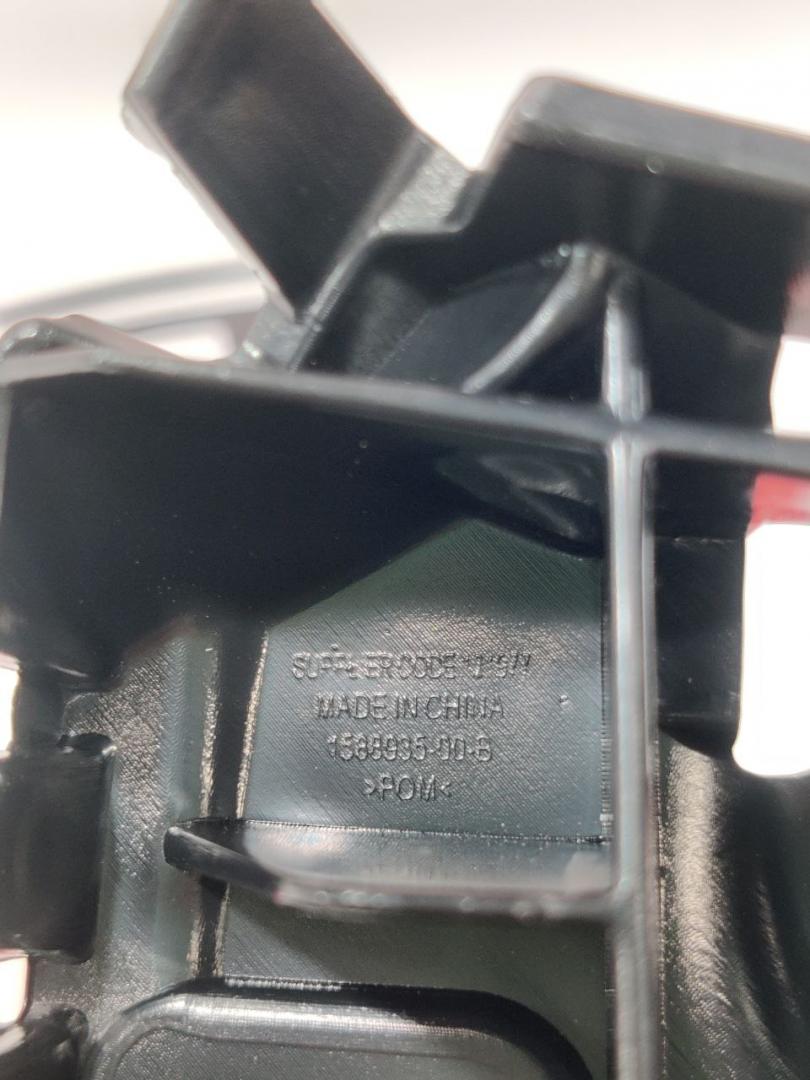 SUPPLIER CODE
MADE IN CHINA
1588935-00-B
>POM<